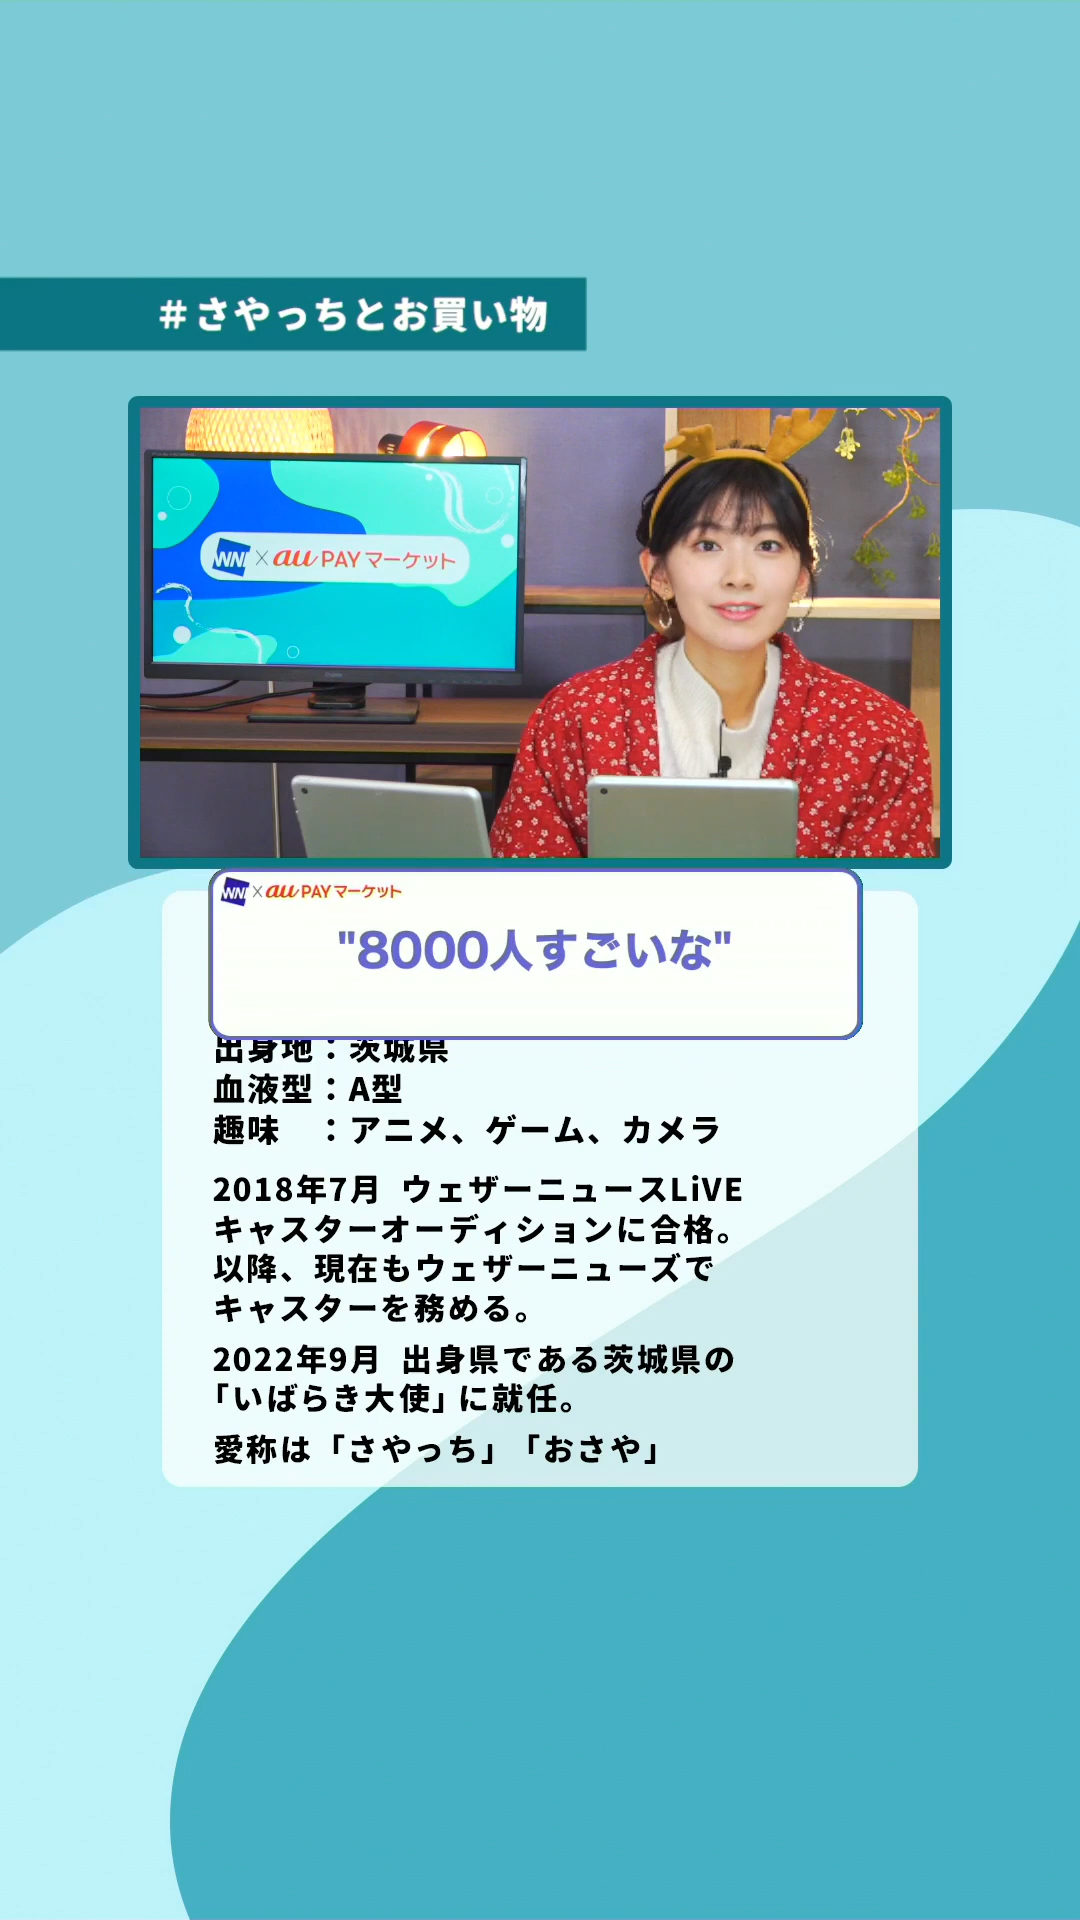 #さやっちとお買い物
WNI×au PAY マーケット
WNI×au PAY マーケット
"8000人すごいな"
出身地：茨城県
血液型：A型
趣味　：アニメ、ゲーム、カメラ
2018年7月 ウェザーニュースLiVE
キャスターオーディションに合格。
以降、現在もウェザーニューズで
キャスターを務める。
2022年9月 出身県である茨城県の
「いばらき大使」に就任。
愛称は「さやっち」「おさや」